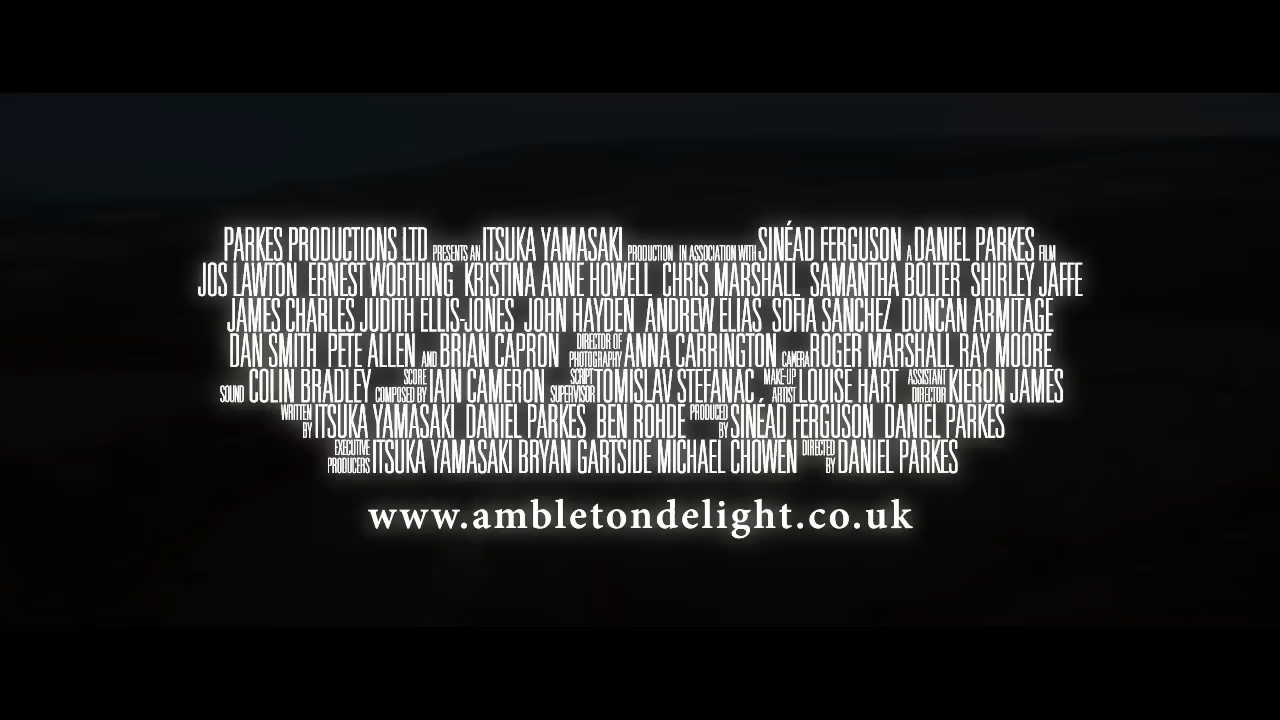 PARKES PRODUCTIONS LTD PRESENTS AN ITSUKA YAMASAKI PRODUCTION IN ASSOCIATION WITH SINÉAD FERGUSON A DANIEL PARKES FILM
JOS LAWTON ERNEST WORTHING KRISTINA ANNE HOWELL CHRIS MARSHALL SAMANTHA BOLTER SHIRLEY JAFFE
JAMES CHARLES JUDITH ELLIS-JONES JOHN HAYDEN ANDREW ELIAS SOFIA SANCHEZ DUNCAN ARMITAGE
DAN SMITH PETE ALLEN AND BRIAN CAPRON DIRECTOR OF PHOTOGRAPHY ANNA CARRINGTON CAMERA ROGER MARSHALL RAY MOORE
SOUND COLIN BRADLEY SCORE COMPOSED BY IAIN CAMERON SCRIPT SUPERVISOR TOMISLAV STEFANAC MAKE-UP ARTIST LOUISE HART ASSISTANT DIRECTOR KIERON JAMES
WRITTEN BY ITSUKA YAMASAKI DANIEL PARKES BEN ROHDE PRODUCED BY SINÉAD FERGUSON DANIEL PARKES
EXECUTIVE PRODUCERS ITSUKA YAMASAKI BRYAN GARTSIDE MICHAEL CHOWEN DIRECTED BY DANIEL PARKES
www.ambletondelight.co.uk